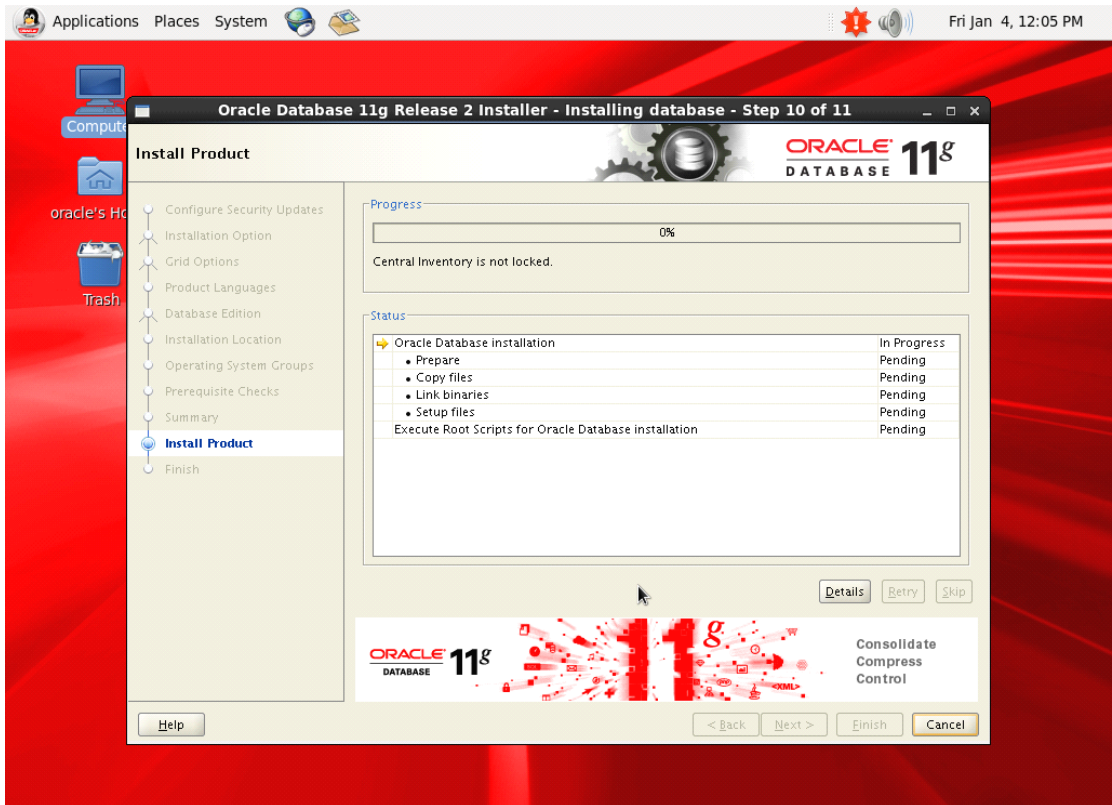 Applications Places System
Fri Jan 4, 12:05 PM
Compute
oracle's Ho
Trash
Oracle Database 11g Release 2 Installer - Installing database - Step 10 of 11
Install Product
ORACLE
DATABASE
11g
Configure Security Updates
Installation Option
Grid Options
Product Languages
Database Edition
Installation Location
Operating System Groups
Prerequisite Checks
Summary
Install Product
Finish
Progress
0%
Central Inventory is not locked.
Status
Oracle Database installation In Progress
• Prepare Pending
• Copy files Pending
• Link binaries Pending
• Setup files Pending
Execute Root Scripts for Oracle Database installation Pending
Details Retry Skip
ORACLE
DATABASE
11g
11g
<XML>
Consolidate
Compress
Control
Help
< Back Next > Finish Cancel